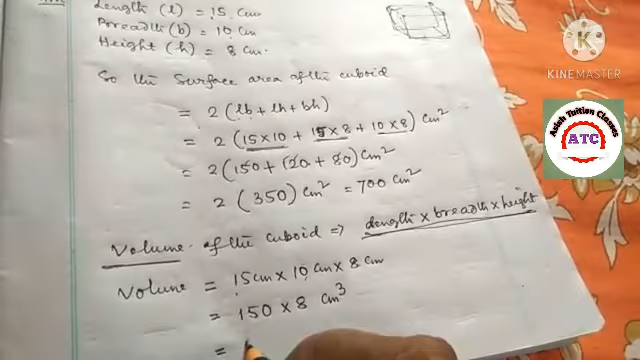 Length (l) = 15 cm
Breadth (b) = 10 cm
Height (h) = 8 cm.
So the Surface area of the cuboid
= 2 (lb + lh + bh)
= 2 (15 × 10 + 15 × 8 + 10 × 8) cm²
= 2 (150 + 120 + 80) cm²
= 2 (350) cm² = 700 cm²
Volume of the cuboid ⇒ length × breadth × height
Volume = 15 cm × 10 cm × 8 cm
= 150 × 8 cm³
=
KINEMASTER
Asish Tuition Classes
ATC